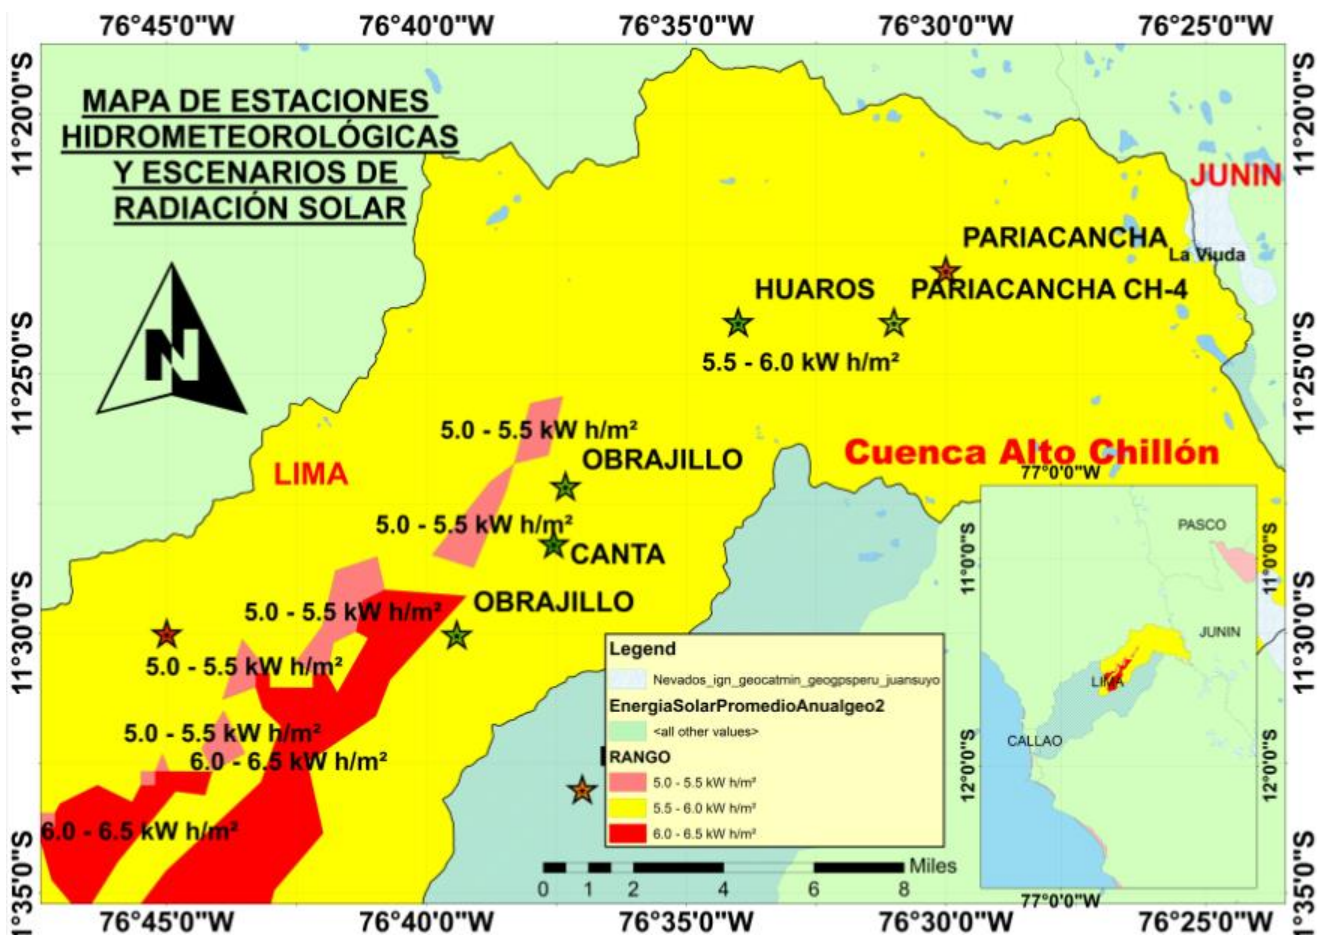 76°45'0"W 76°40'0"W 76°35'0"W 76°30'0"W 76°25'0"W
MAPA DE ESTACIONES
HIDROMETEOROLÓGICAS
Y ESCENARIOS DE
RADIACIÓN SOLAR
N
11°20'0"S
11°20'0"S
JUNIN
PARIACANCHA
La Viuda
HUAROS
PARIACANCHA CH-4
5.5 - 6.0 kW h/m²
11°25'0"S
11°25'0"S
5.0 - 5.5 kW h/m²
OBRAJILLO
LIMA
Cuenca Alto Chillón
5.0 - 5.5 kW h/m²
CANTA
5.0 - 5.5 kW h/m²
OBRAJILLO
11°30'0"S
11°30'0"S
5.0 - 5.5 kW h/m²
5.0 - 5.5 kW h/m²
6.0 - 6.5 kW h/m²
6.0 - 6.5 kW h/m²
11°35'0"S
11°35'0"S
Legend
Nevados_ign_geocatmin_geogpsperu_juansuyo
EnergiaSolarPromedioAnualgeo2
<all other values>
RANGO
5.0 - 5.5 kW h/m²
5.5 - 6.0 kW h/m²
6.0 - 6.5 kW h/m²
Miles
0 1 2 4 6 8
77°0'0"W
PASCO
11°0'0"S
11°0'0"S
JUNIN
LIMA
CALLAO
12°0'0"S
12°0'0"S
77°0'0"W
76°45'0"W 76°40'0"W 76°35'0"W 76°30'0"W 76°25'0"W